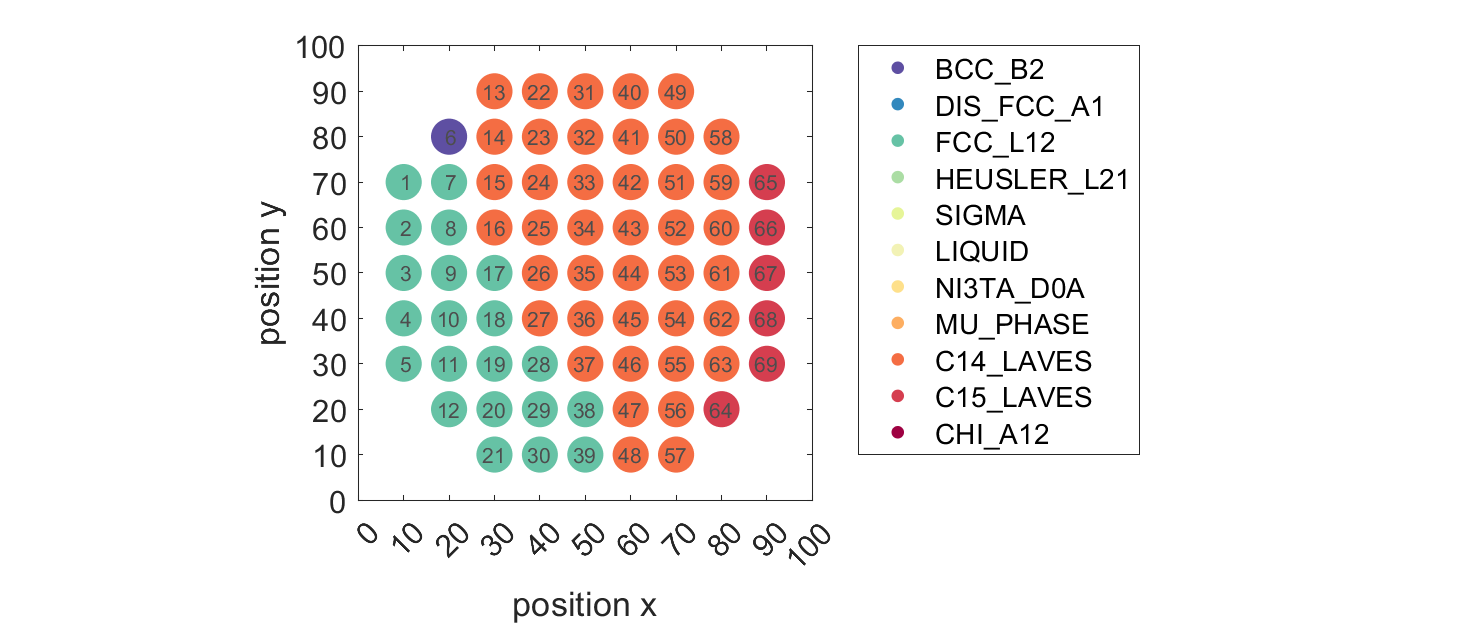 100
90
80
70
60
50
40
30
20
10
0
position y
13 22 31 40 49
6 14 23 32 41 50 58
1 7 15 24 33 42 51 59 65
2 8 16 25 34 43 52 60 66
3 9 17 26 35 44 53 61 67
4 10 18 27 36 45 54 62 68
5 11 19 28 37 46 55 63 69
12 20 29 38 47 56 64
21 30 39 48 57
0 10 20 30 40 50 60 70 80 90 100
position x
BCC_B2
DIS_FCC_A1
FCC_L12
HEUSLER_L21
SIGMA
LIQUID
NI3TA_D0A
MU_PHASE
C14_LAVES
C15_LAVES
CHI_A12